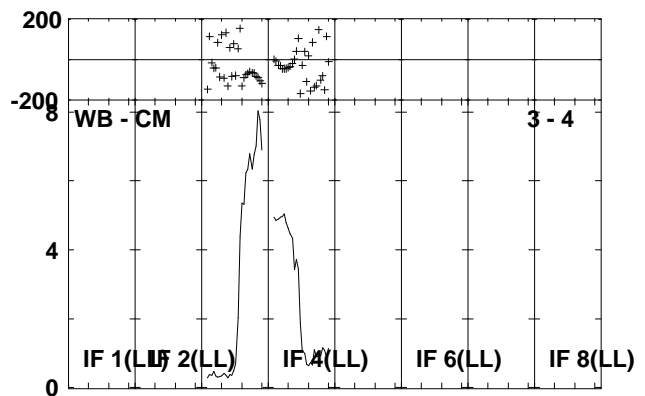 200
-200
8
WB - CM 3 - 4
4
IF 1(LL) IF 2(LL) IF 4(LL) IF 6(LL) IF 8(LL)
0